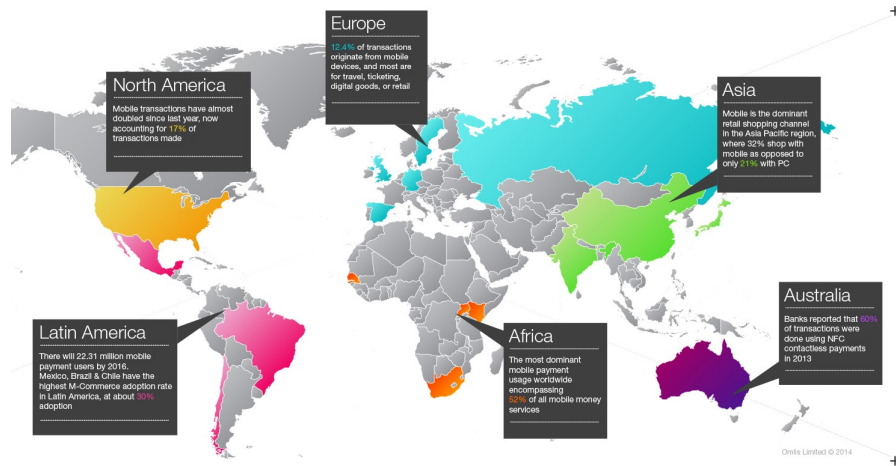 Europe
12.4% of transactions
originate from mobile
devices, and most are
for travel, ticketing,
digital goods, or retail
North America
Mobile transactions have almost
doubled since last year, now
accounting for 17% of
transactions made
Asia
Mobile is the dominant
retail shopping channel
in the Asia Pacific region,
where 32% shop with
mobile as opposed to
only 21% with PC
Latin America
There will 22.31 million mobile
payment users by 2016.
Mexico, Brazil & Chile have the
highest M-Commerce adoption rate
in Latin America, at about 30%
adoption
Africa
The most dominant
mobile payment
usage worldwide
encompassing
52% of all mobile money
services
Australia
Banks reported that 60%
of transactions were
done using NFC
contactless payments
in 2013
Omlis Limited © 2014